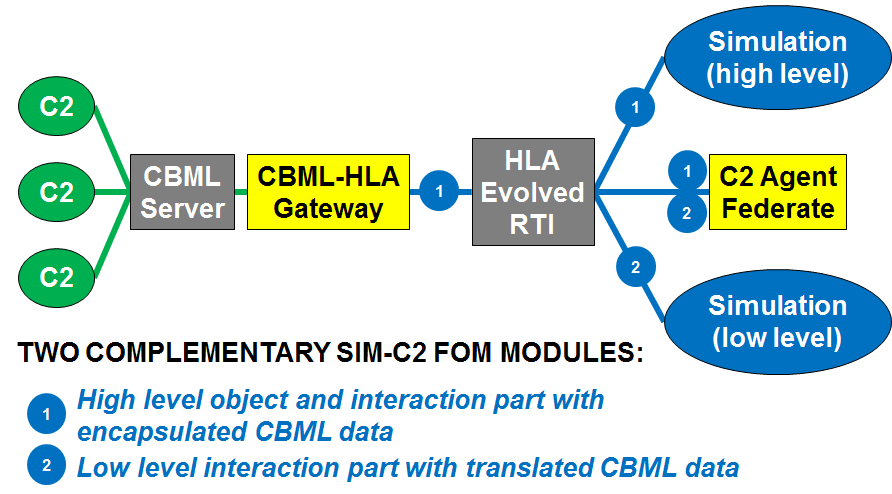 C2
C2
C2
CBML
Server
CBML-HLA
Gateway
1
HLA
Evolved
RTI
1
1
2
2
Simulation
(high level)
C2 Agent
Federate
Simulation
(low level)
TWO COMPLEMENTARY SIM-C2 FOM MODULES:
1
High level object and interaction part with
encapsulated CBML data
2
Low level interaction part with translated CBML data